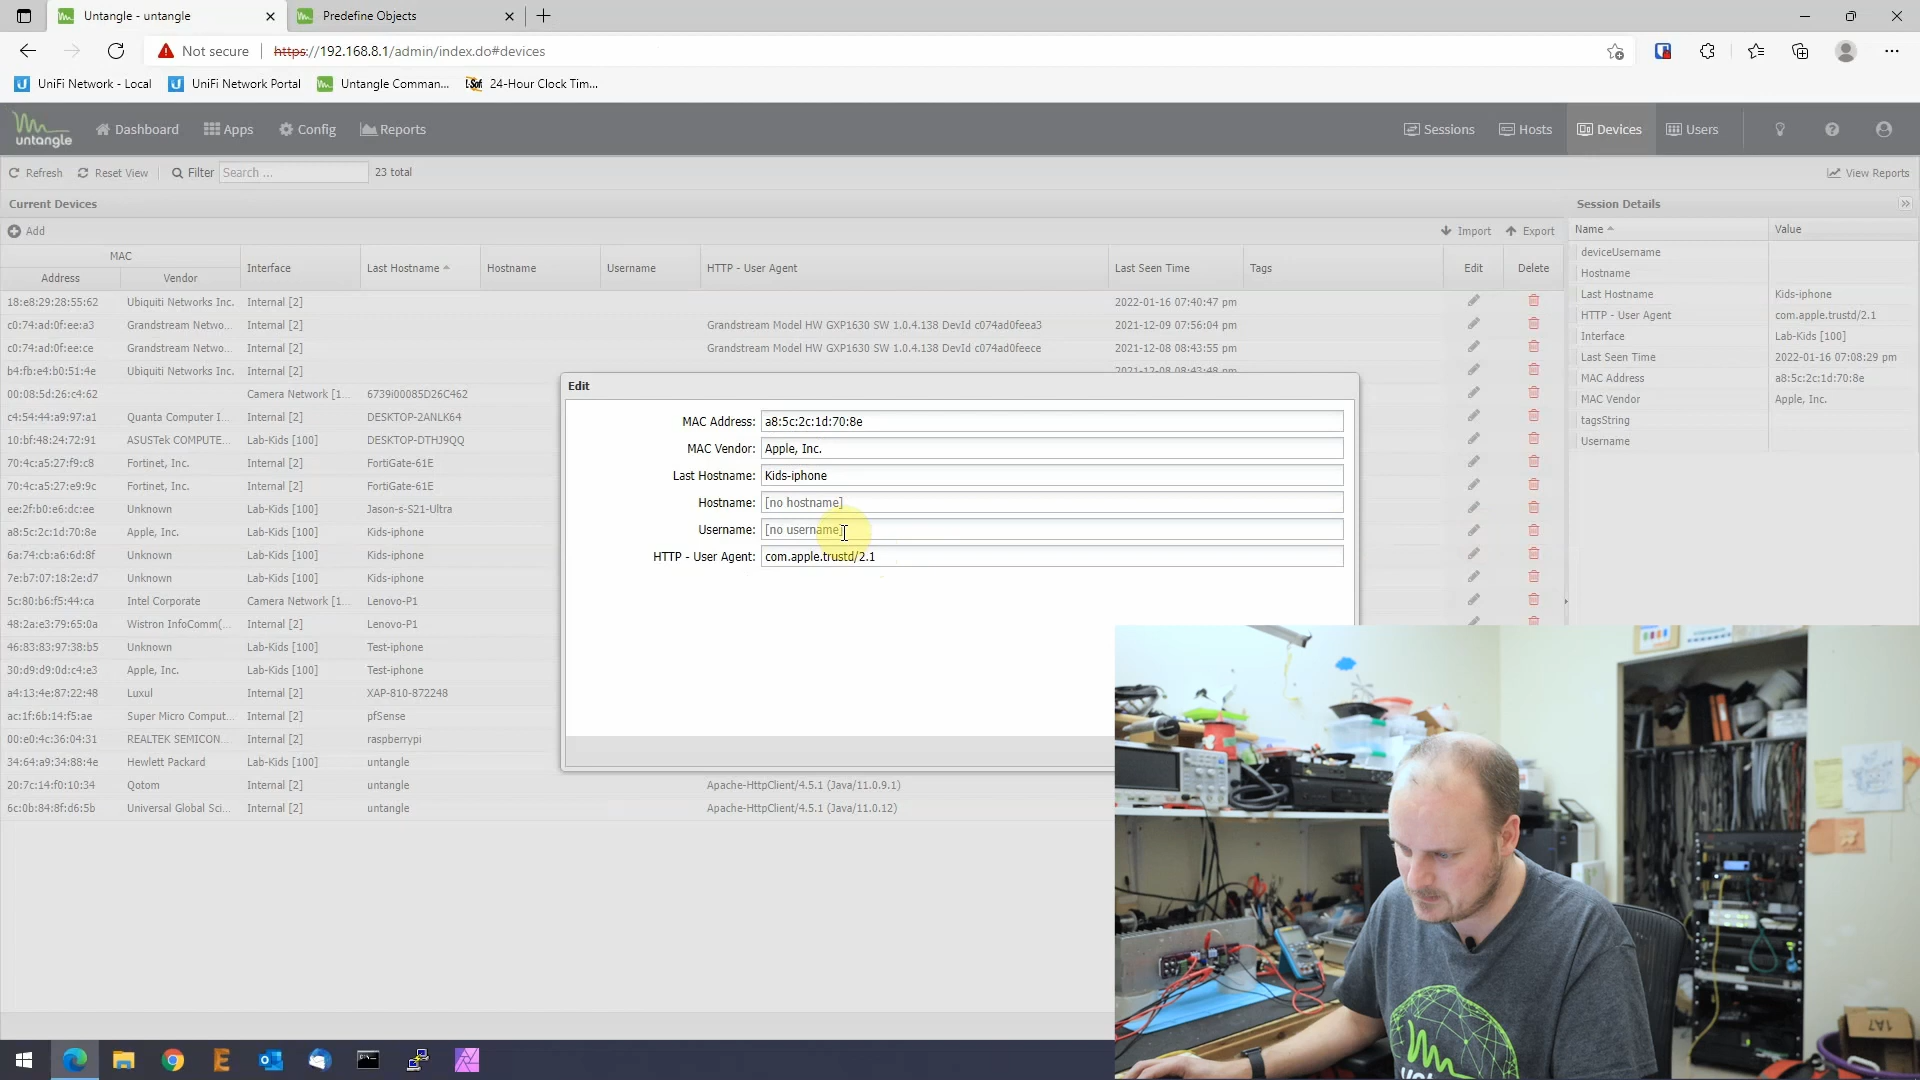 Untangle - untangle
Predefine Objects
Not secure https://192.168.8.1/admin/index.do#devices
UniFi Network - Local UniFi Network Portal Untangle Comman... 24-Hour Clock Tim...
untangle Dashboard Apps Config Reports Sessions Hosts Devices Users
Refresh Reset View Filter Search ... 23 total View Reports
Current Devices Session Details
Add Import Export Name Value
MAC
Address Vendor Interface Last Hostname Hostname Username HTTP - User Agent Last Seen Time Tags Edit Delete
18:e8:29:28:55:62 Ubiquiti Networks Inc. Internal [2] 2022-01-16 07:40:47 pm
c0:74:ad:0f:ee:a3 Grandstream Netwo... Internal [2] Grandstream Model HW GXP1630 SW 1.0.4.138 DevId c074ad0feea3 2021-12-09 07:56:04 pm
c0:74:ad:0f:ee:ce Grandstream Netwo... Internal [2] Grandstream Model HW GXP1630 SW 1.0.4.138 DevId c074ad0feece 2021-12-08 08:43:55 pm
b4:fb:e4:b0:51:4e Ubiquiti Networks Inc. Internal [2] 2021-12-08 08:43:48 pm
00:08:5d:26:c4:62 Camera Network [1... 6739i00085D26C462
c4:54:44:a9:97:a1 Quanta Computer I... Internal [2] DESKTOP-2ANLK64
10:bf:48:24:72:91 ASUSTek COMPUTE... Lab-Kids [100] DESKTOP-DTHJ9QQ
70:4c:a5:27:f9:c8 Fortinet, Inc. Internal [2] FortiGate-61E
70:4c:a5:27:e9:9c Fortinet, Inc. Internal [2] FortiGate-61E
ee:2f:b0:e6:dc:ee Unknown Lab-Kids [100] Jason-s-S21-Ultra
a8:5c:2c:1d:70:8e Apple, Inc. Lab-Kids [100] Kids-iphone
6a:74:cb:a6:6d:8f Unknown Lab-Kids [100] Kids-iphone
7e:b7:07:18:2e:d7 Unknown Lab-Kids [100] Kids-iphone
5c:80:b6:f5:44:ca Intel Corporate Camera Network [1... Lenovo-P1
48:2a:e3:79:65:0a Wistron InfoComm(... Lab-Kids [100] Lenovo-P1
46:83:83:97:38:b5 Unknown Lab-Kids [100] Test-iphone
30:d9:d9:0d:c4:e3 Apple, Inc. Lab-Kids [100] Test-iphone
a4:13:4e:87:22:48 Luxul Internal [2] XAP-810-872248
ac:1f:6b:14:f5:ae Super Micro Comput... Internal [2] pfSense
00:e0:4c:36:04:31 REALTEK SEMICON... Internal [2] raspberrypi
34:64:a9:34:88:4e Hewlett Packard Lab-Kids [100] untangle
20:7c:14:f0:10:34 Qotom Internal [2] untangle Apache-HttpClient/4.5.1 (Java/11.0.9.1)
6c:0b:84:8f:d6:5b Universal Global Sci... Internal [2] untangle Apache-HttpClient/4.5.1 (Java/11.0.12)
Edit
MAC Address: a8:5c:2c:1d:70:8e
MAC Vendor: Apple, Inc.
Last Hostname: Kids-iphone
Hostname: [no hostname]
Username: [no username]
HTTP - User Agent: com.apple.trustd/2.1
deviceUsername
Hostname
Last Hostname Kids-iphone
HTTP - User Agent com.apple.trustd/2.1
Interface Lab-Kids [100]
Last Seen Time 2022-01-16 07:08:29 pm
MAC Address a8:5c:2c:1d:70:8e
MAC Vendor Apple, Inc.
tagsString
Username
1A7